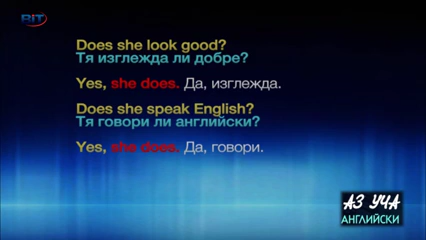 BiT
Does she look good?
Тя изглежда ли добре?
Yes, she does. Да, изглежда.
Does she speak English?
Тя говори ли английски?
Yes, she does. Да, говори.
АЗ УЧА
АНГЛИЙСКИ